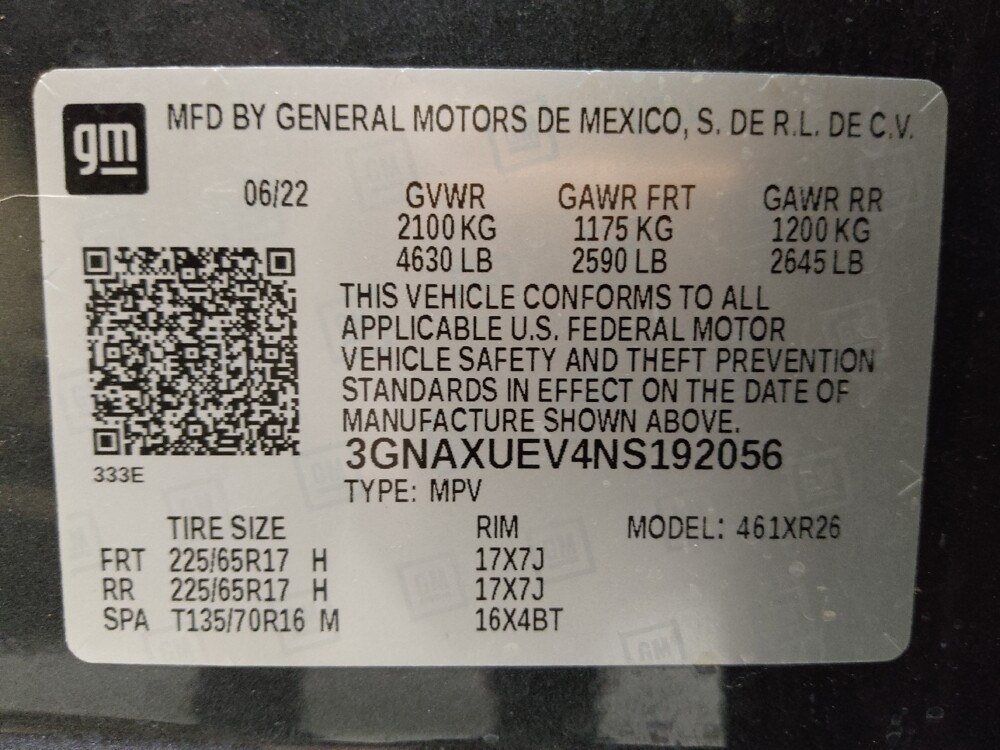 gm
MFD BY GENERAL MOTORS DE MEXICO, S. DE R.L. DE C.V.
06/22 GVWR GAWR FRT GAWR RR
2100 KG 1175 KG 1200 KG
4630 LB 2590 LB 2645 LB
THIS VEHICLE CONFORMS TO ALL
APPLICABLE U.S. FEDERAL MOTOR
VEHICLE SAFETY AND THEFT PREVENTION
STANDARDS IN EFFECT ON THE DATE OF
MANUFACTURE SHOWN ABOVE.
3GNAXUEV4NS192056
333E
TYPE: MPV
TIRE SIZE RIM MODEL: 461XR26
FRT 225/65R17 H 17X7J
RR 225/65R17 H 17X7J
SPA T135/70R16 M 16X4BT